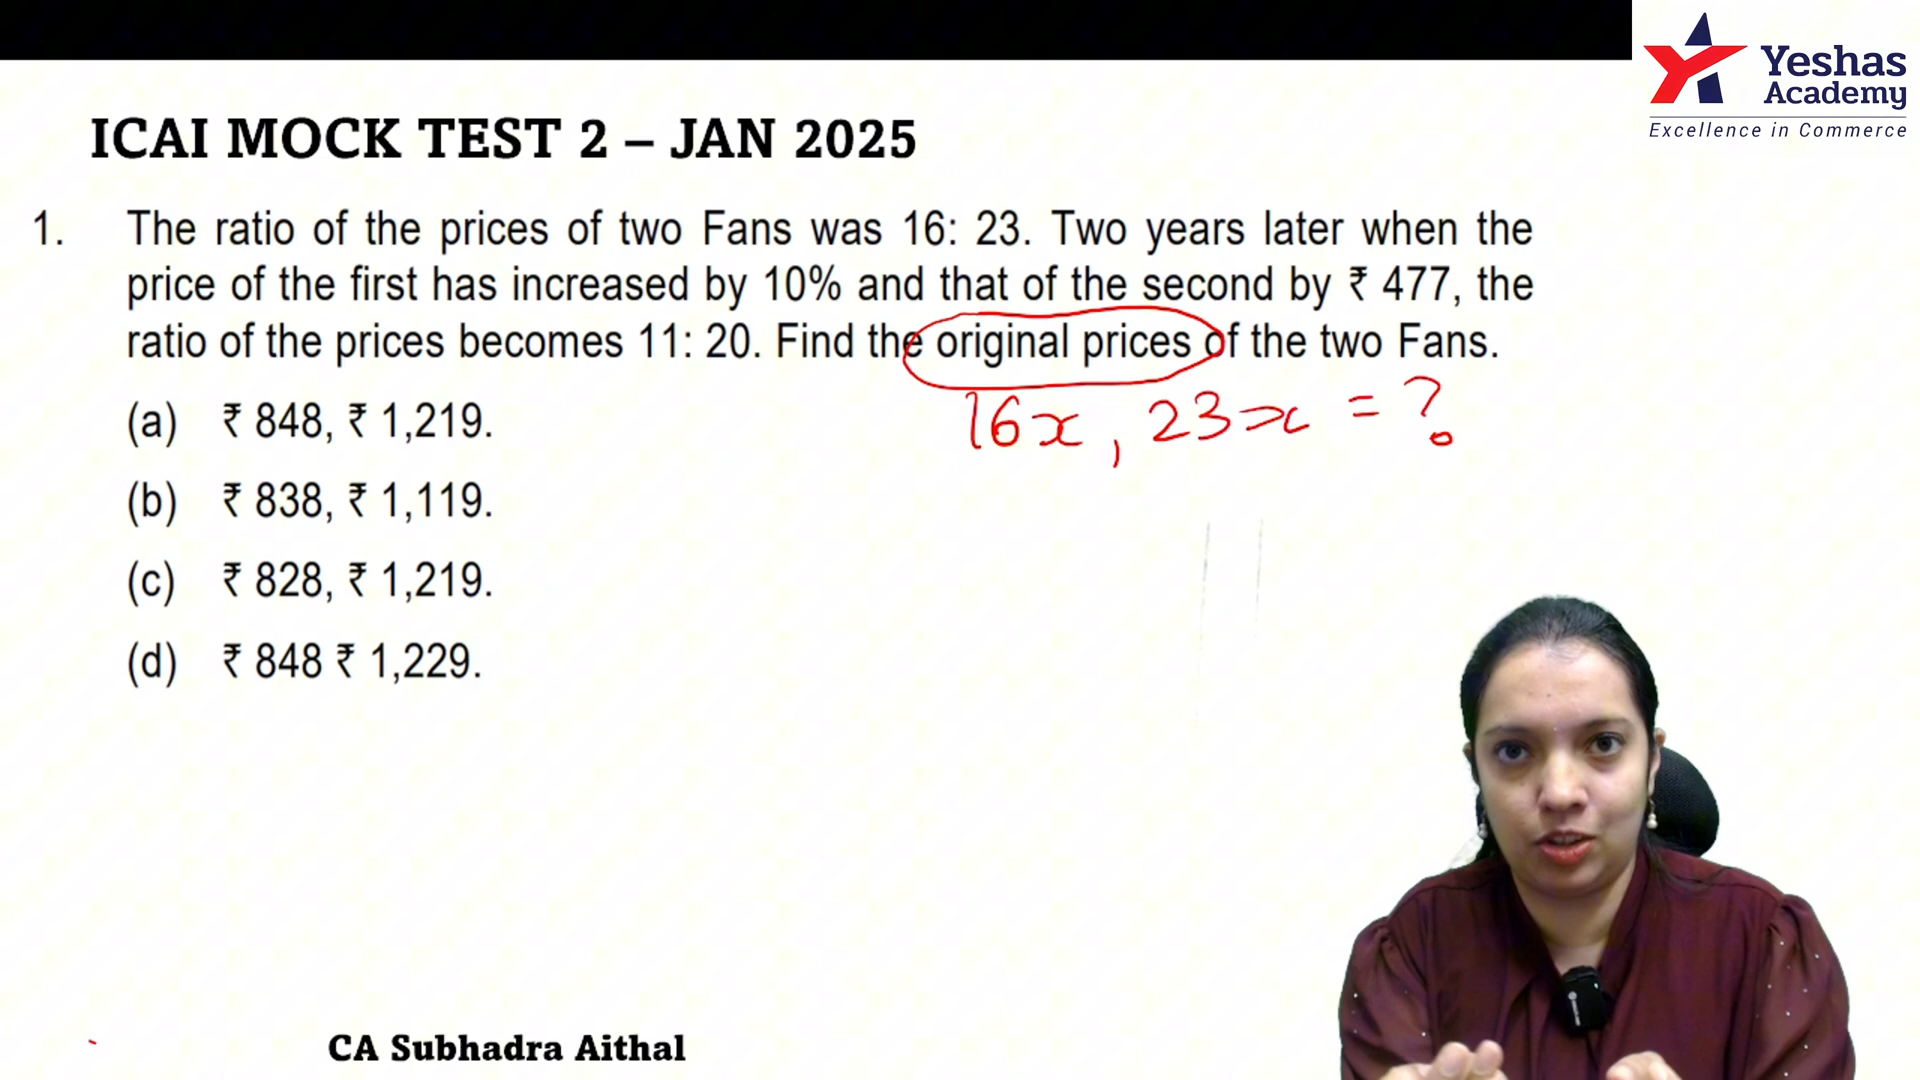 Yeshas
Academy
Excellence in Commerce
ICAI MOCK TEST 2 – JAN 2025
1. The ratio of the prices of two Fans was 16: 23. Two years later when the
price of the first has increased by 10% and that of the second by ₹ 477, the
ratio of the prices becomes 11: 20. Find the original prices of the two Fans.
16x, 23x = ?
(a) ₹ 848, ₹ 1,219.
(b) ₹ 838, ₹ 1,119.
(c) ₹ 828, ₹ 1,219.
(d) ₹ 848 ₹ 1,229.
CA Subhadra Aithal